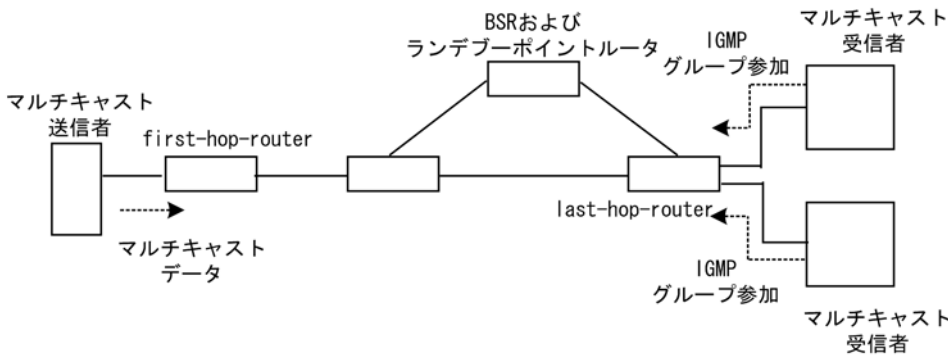 BSRおよび
ランデブーポイントルータ
マルチキャスト
受信者
IGMP
グループ参加
マルチキャスト
送信者
first-hop-router
last-hop-router
マルチキャスト
データ
IGMP
グループ参加
マルチキャスト
受信者